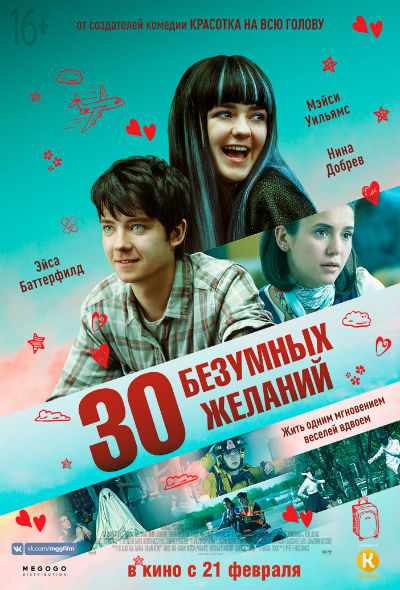 16+
от создателей комедии КРАСОТКА НА ВСЮ ГОЛОВУ
Мэйси
Уильямс
Нина
Добрев
Эйса
Баттерфилд
30 БЕЗУМНЫХ
ЖЕЛАНИЙ
Жить одним мгновением
веселей вдвоем
vk.com/mggfilm
MEGOGO
DISTRIBUTION
в кино с 21 февраля